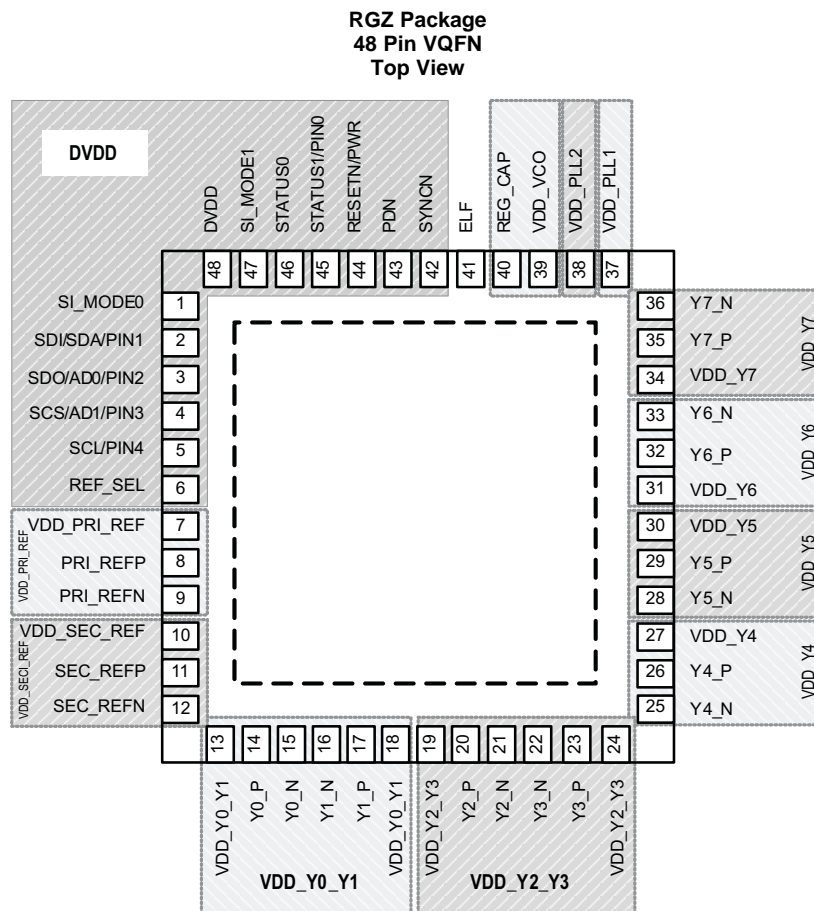 RGZ Package
48 Pin VQFN
Top View
DVDD
DVDD
SI_MODE1
STATUS0
STATUS1/PIN0
RESETN/PWR
PDN
SYNCN
ELF
REG_CAP
VDD_VCO
VDD_PLL2
VDD_PLL1
48
47
46
45
44
43
42
41
40
39
38
37
SI_MODE0 1
SDI/SDA/PIN1 2
SDO/AD0/PIN2 3
SCS/AD1/PIN3 4
SCL/PIN4 5
REF_SEL 6
VDD_PRI_REF 7
PRI_REFP 8
PRI_REFN 9
VDD_PRI_REF
VDD_SEC_REF 10
SEC_REFP 11
SEC_REFN 12
VDD_SECI_REF
36 Y7_N
35 Y7_P
34 VDD_Y7
VDD_Y7
33 Y6_N
32 Y6_P
31 VDD_Y6
VDD_Y6
30 VDD_Y5
29 Y5_P
28 Y5_N
VDD_Y5
27 VDD_Y4
26 Y4_P
25 Y4_N
VDD_Y4
13
14
15
16
17
18
19
20
21
22
23
24
VDD_Y0_Y1
Y0_P
Y0_N
Y1_N
Y1_P
VDD_Y0_Y1
VDD_Y2_Y3
Y2_P
Y2_N
Y3_N
Y3_P
VDD_Y2_Y3
VDD_Y0_Y1
VDD_Y2_Y3